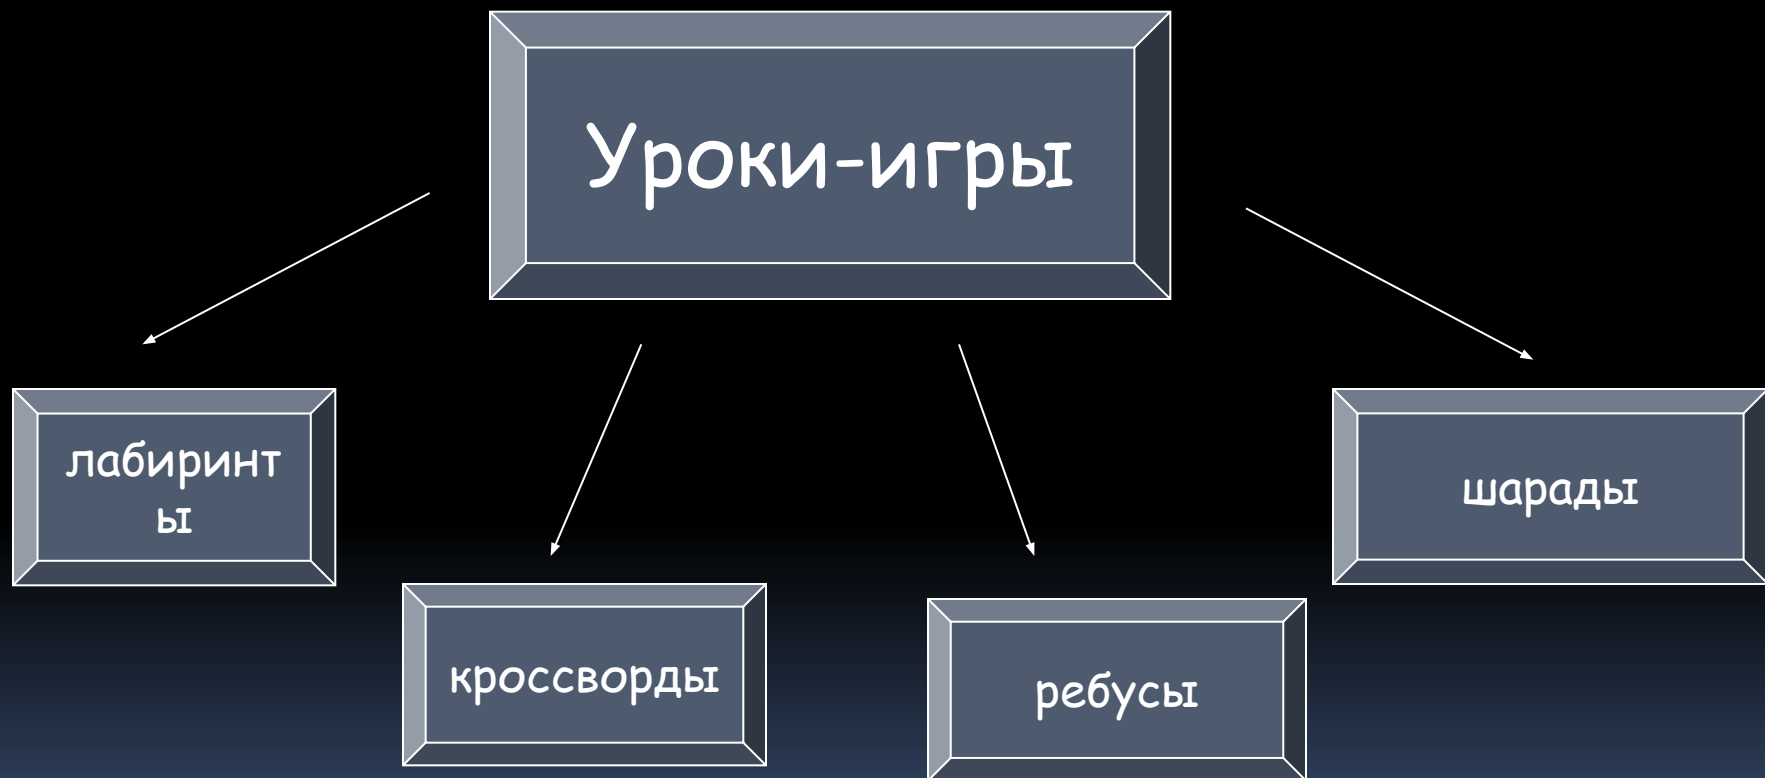 Уроки-игры
лабиринт
ы
кроссворды
ребусы
шарады